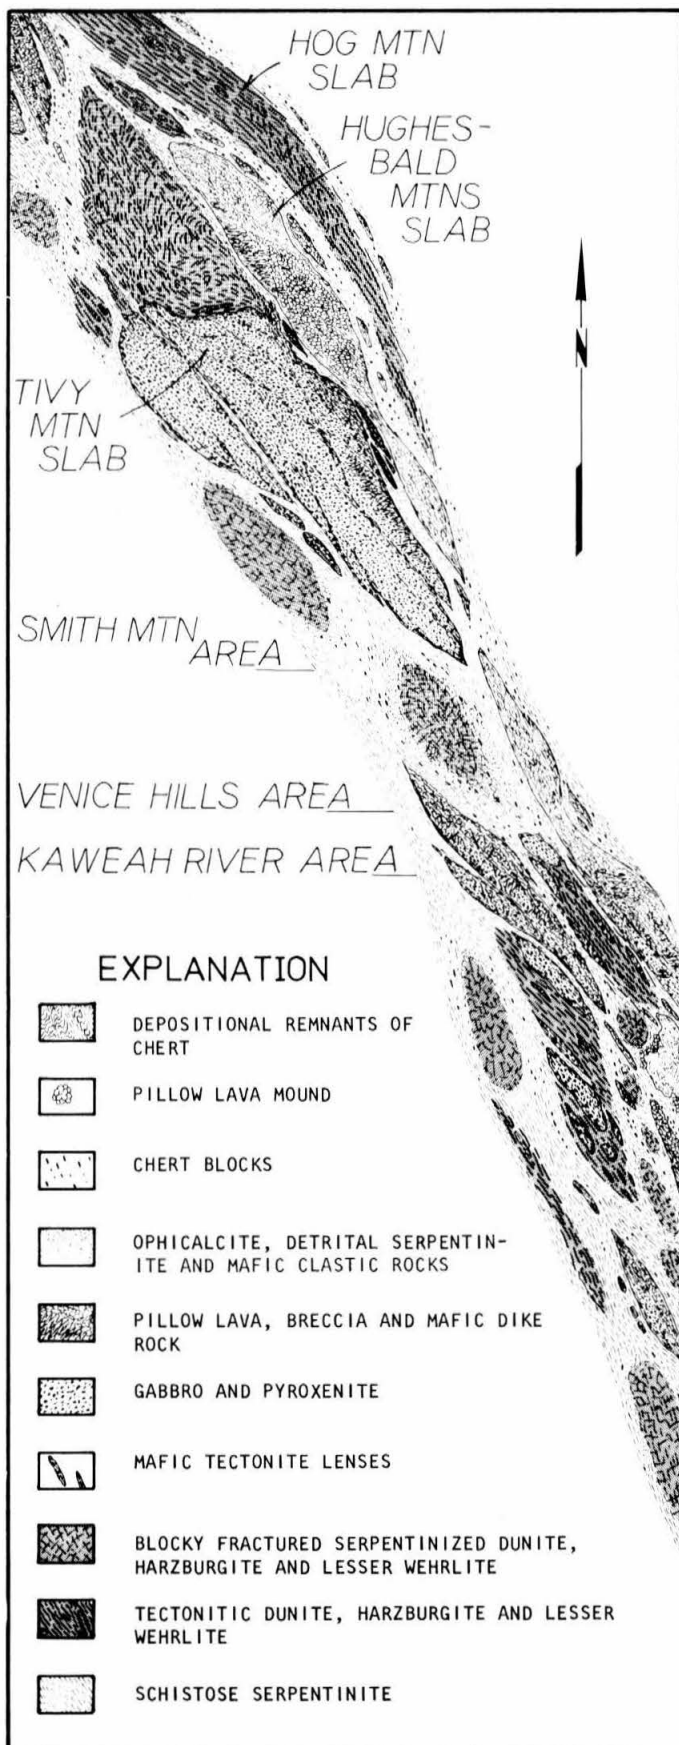 HOG MTN
SLAB
HUGHES-
BALD
MTNS
SLAB
N
TIVY
MTN
SLAB
SMITH MTN
AREA
VENICE HILLS AREA
KAWEAH RIVER AREA
EXPLANATION
DEPOSITIONAL REMNANTS OF
CHERT
PILLOW LAVA MOUND
CHERT BLOCKS
OPHICALCITE, DETRITAL SERPENTIN-
ITE AND MAFIC CLASTIC ROCKS
PILLOW LAVA, BRECCIA AND MAFIC DIKE
ROCK
GABBRO AND PYROXENITE
MAFIC TECTONITE LENSES
BLOCKY FRACTURED SERPENTINIZED DUNITE,
HARZBURGITE AND LESSER WEHRLITE
TECTONITIC DUNITE, HARZBURGITE AND LESSER
WEHRLITE
SCHISTOSE SERPENTINITE